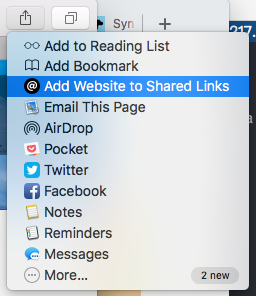 Syn
217.
Add to Reading List
Add Bookmark
@ Add Website to Shared Links
Email This Page
AirDrop
Pocket
Twitter
Facebook
Notes
Reminders
Messages
More...
2 new
a